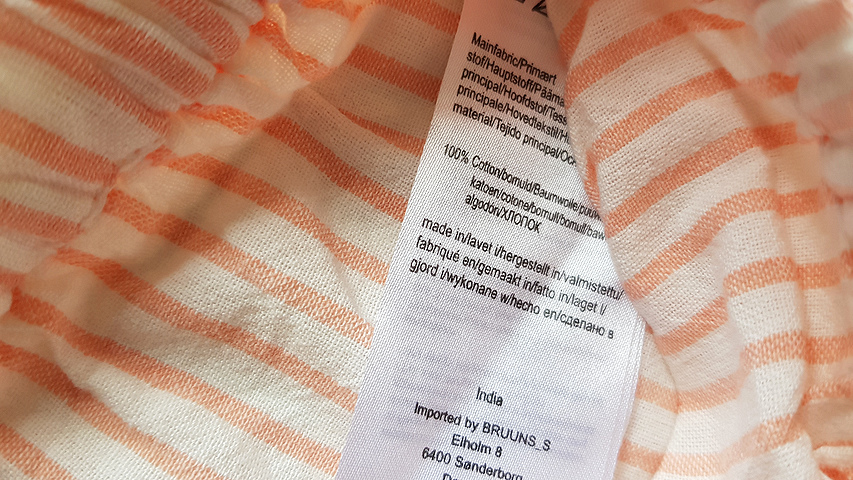 Mainfabric/Primært
stof/Hauptstoff/Pääma
principal/Hoofdstof/Tess
principale/Hovedtekstil/H
material/Tejido principal/Oc
100% Cotton/bomuld/Baumwolle/puuv
katoen/cotone/bomull/bomull/baw
algodón/ХЛОПОК
made in/lavet i/hergestellt in/valmistettu/
fabriqué en/gemaakt in/fatto in/laget i/
gjord i/wykonane w/hecho en/сделано в
India
Imported by BRUUNS_S
Elholm 8
6400 Sønderborg